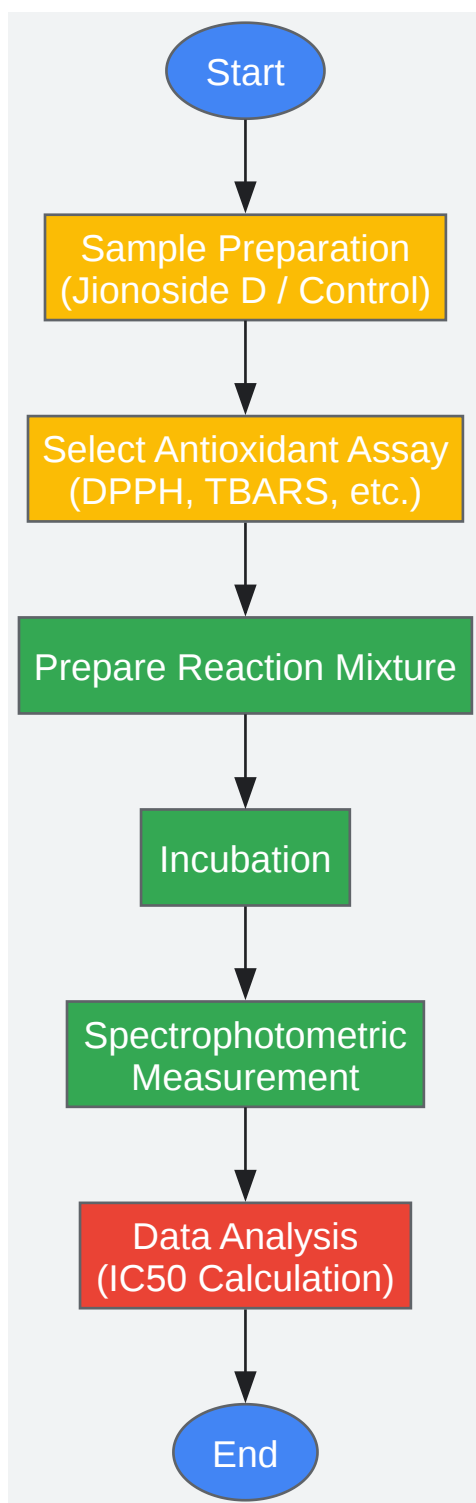 Start
Sample Preparation
(Jionoside D / Control)
Select Antioxidant Assay
(DPPH, TBARS, etc.)
Prepare Reaction Mixture
Incubation
Spectrophotometric
Measurement
Data Analysis
(IC50 Calculation)
End